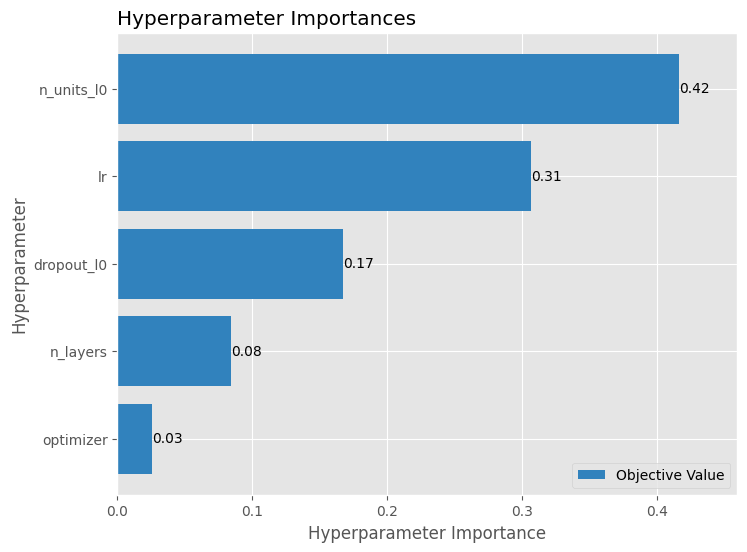 Hyperparameter Importances
Hyperparameter
n_units_l0
0.42
lr
0.31
dropout_l0
0.17
n_layers
0.08
optimizer
0.03
Objective Value
0.0 0.1 0.2 0.3 0.4
Hyperparameter Importance